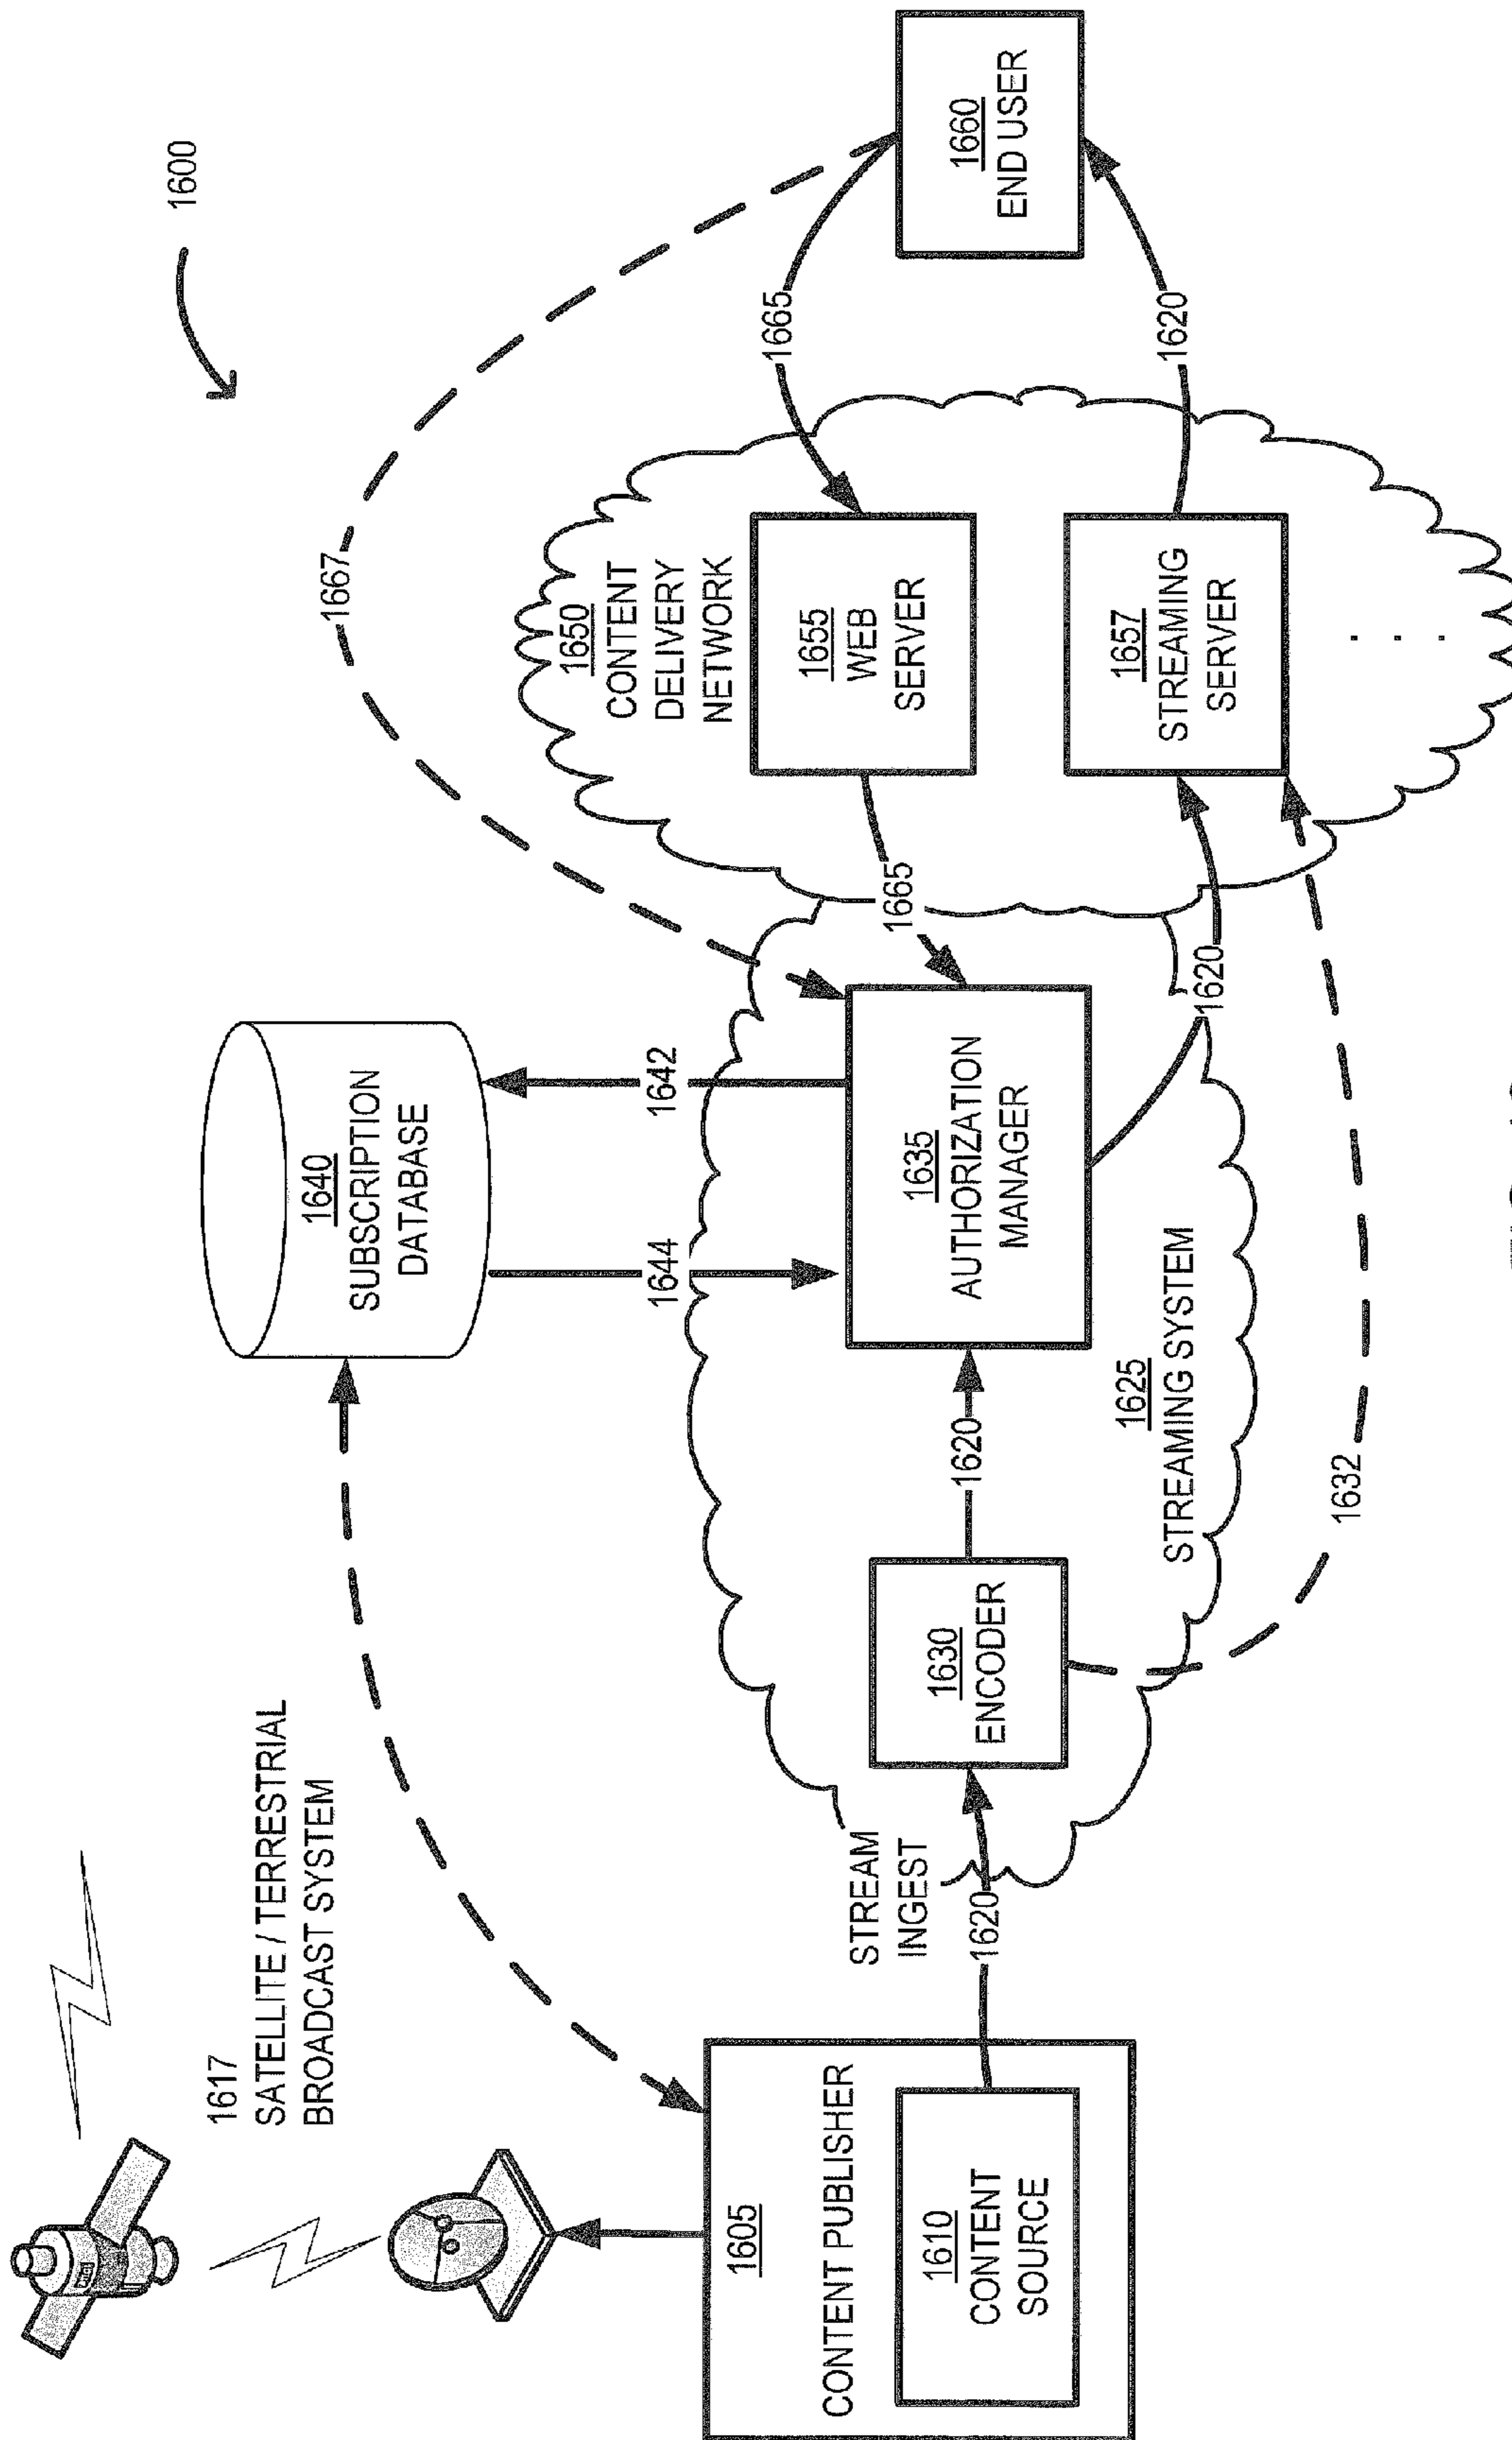 1600
1617
SATELLITE / TERRESTRIAL
BROADCAST SYSTEM
1640
SUBSCRIPTION
DATABASE
1667
1644
1642
1605
CONTENT PUBLISHER
1610
CONTENT
SOURCE
STREAM
INGEST
1620
1630
ENCODER
1620
1635
AUTHORIZATION
MANAGER
1665
1650
CONTENT
DELIVERY
NETWORK
1655
WEB
SERVER
1665
1660
END USER
1625
STREAMING SYSTEM
1620
1657
STREAMING
SERVER
. . .
1620
1632